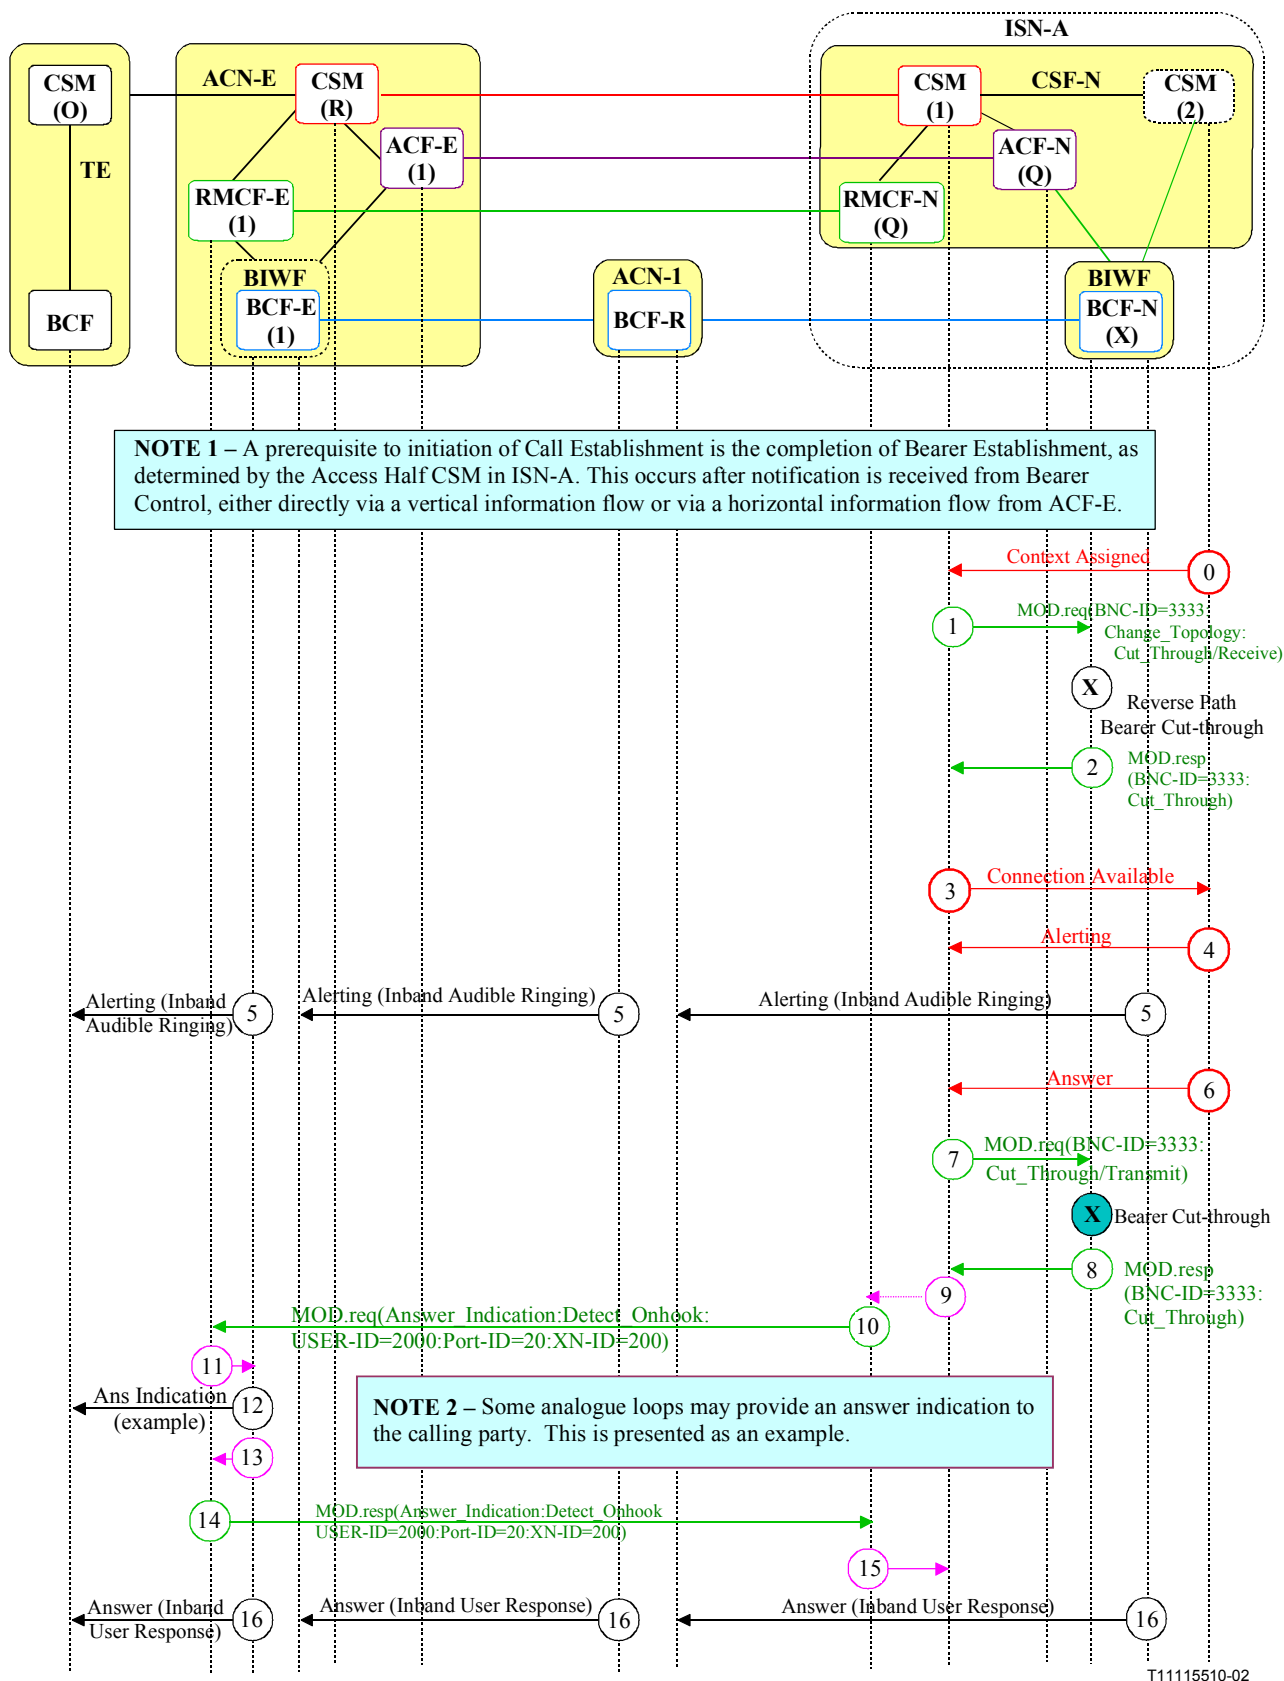 ISN-A
CSM
(O)
ACN-E
CSM
(R)
CSM
(1)
CSF-N
CSM
(2)
TE
ACF-E
(1)
ACF-N
(Q)
RMCF-E
(1)
RMCF-N
(Q)
BCF
BIWF
BCF-E
(1)
ACN-1
BCF-R
BIWF
BCF-N
(X)
NOTE 1 – A prerequisite to initiation of Call Establishment is the completion of Bearer Establishment, as
determined by the Access Half CSM in ISN-A. This occurs after notification is received from Bearer
Control, either directly via a vertical information flow or via a horizontal information flow from ACF-E.
Context Assigned
0
1
MOD.req(BNC-ID=3333:
Change_Topology:
Cut_Through/Receive)
X
Reverse Path
Bearer Cut-through
2
MOD.resp
(BNC-ID=3333:
Cut_Through)
3
Connection Available
Alerting
4
Alerting (Inband
Audible Ringing)
5
Alerting (Inband Audible Ringing)
5
Alerting (Inband Audible Ringing)
5
Answer
6
7
MOD.req(BNC-ID=3333:
Cut_Through/Transmit)
X
Bearer Cut-through
8
MOD.resp
(BNC-ID=3333:
Cut_Through)
9
MOD.req(Answer_Indication:Detect_Onhook:
USER-ID=2000:Port-ID=20:XN-ID=200)
10
11
Ans Indication
(example)
12
NOTE 2 – Some analogue loops may provide an answer indication to
the calling party.  This is presented as an example.
13
14
MOD.resp(Answer_Indication:Detect_Onhook
USER-ID=2000:Port-ID=20:XN-ID=200)
15
Answer (Inband
User Response)
16
Answer (Inband User Response)
16
Answer (Inband User Response)
16
T11115510-02